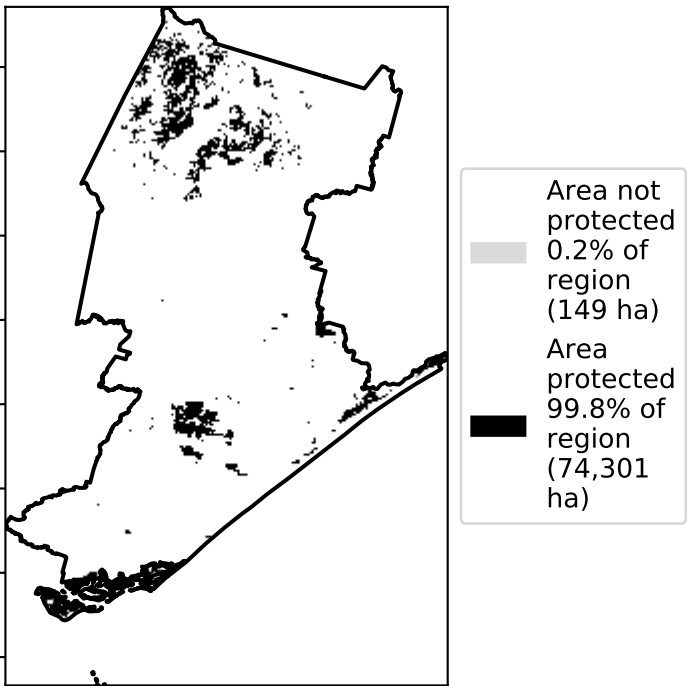 Area not
protected
0.2% of
region
(149 ha)
Area
protected
99.8% of
region
(74,301
ha)